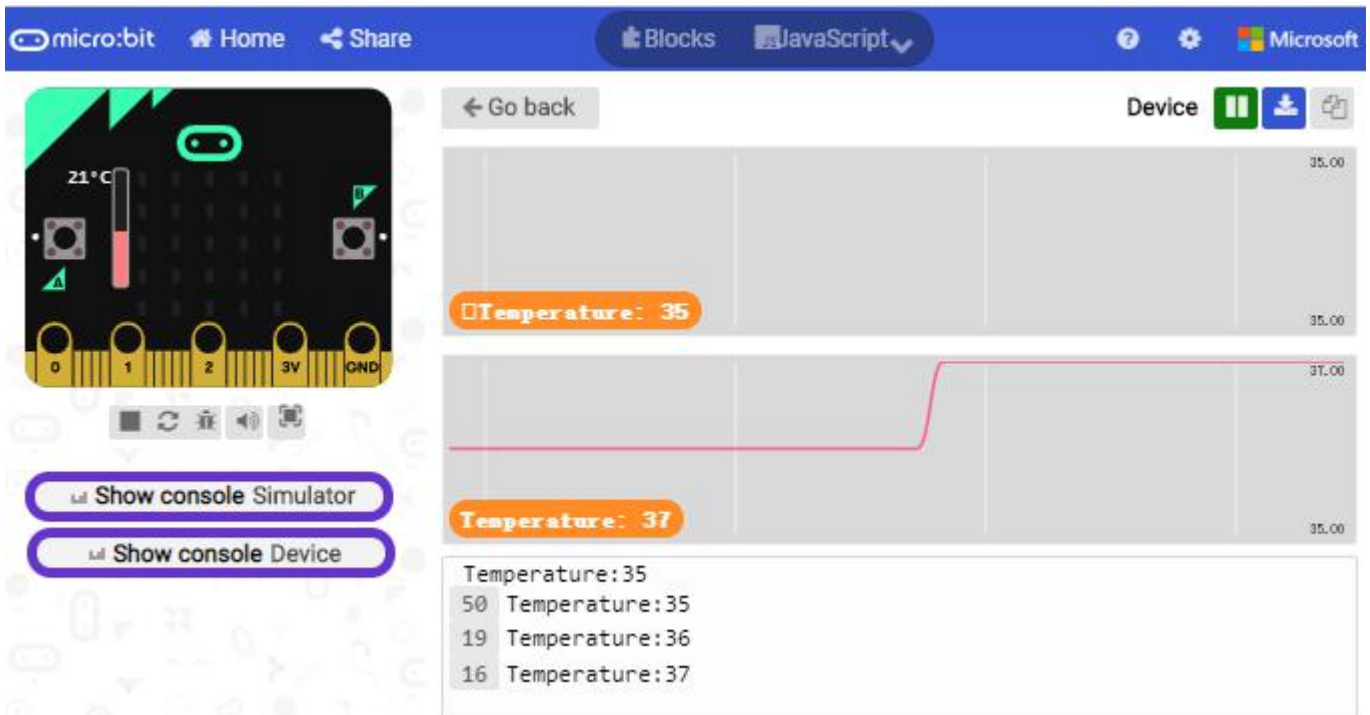 micro:bit Home Share Blocks JS JavaScript ? Microsoft
Go back Device
21°C
B
A
0 1 2 3V GND
35.00
□Temperature: 35
35.00
37.00
Temperature: 37
35.00
Show console Simulator
Show console Device
Temperature:35
50 Temperature:35
19 Temperature:36
16 Temperature:37